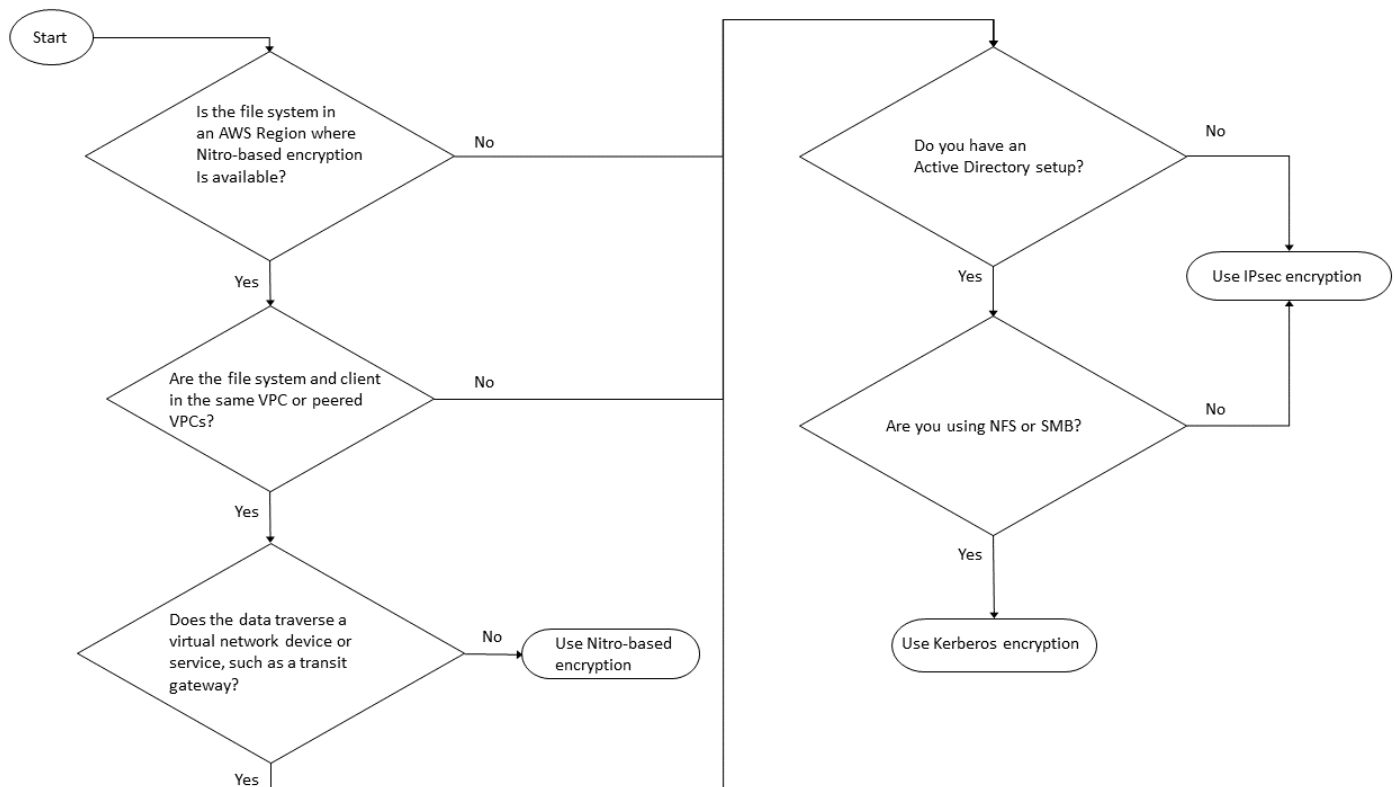 Start
Is the file system in
an AWS Region where
Nitro-based encryption
Is available?
No
Yes
Are the file system and client
in the same VPC or peered
VPCs?
No
Yes
Does the data traverse a
virtual network device or
service, such as a transit
gateway?
No
Use Nitro-based
encryption
Yes
Do you have an
Active Directory setup?
No
Use IPsec encryption
Yes
Are you using NFS or SMB?
No
Yes
Use Kerberos encryption